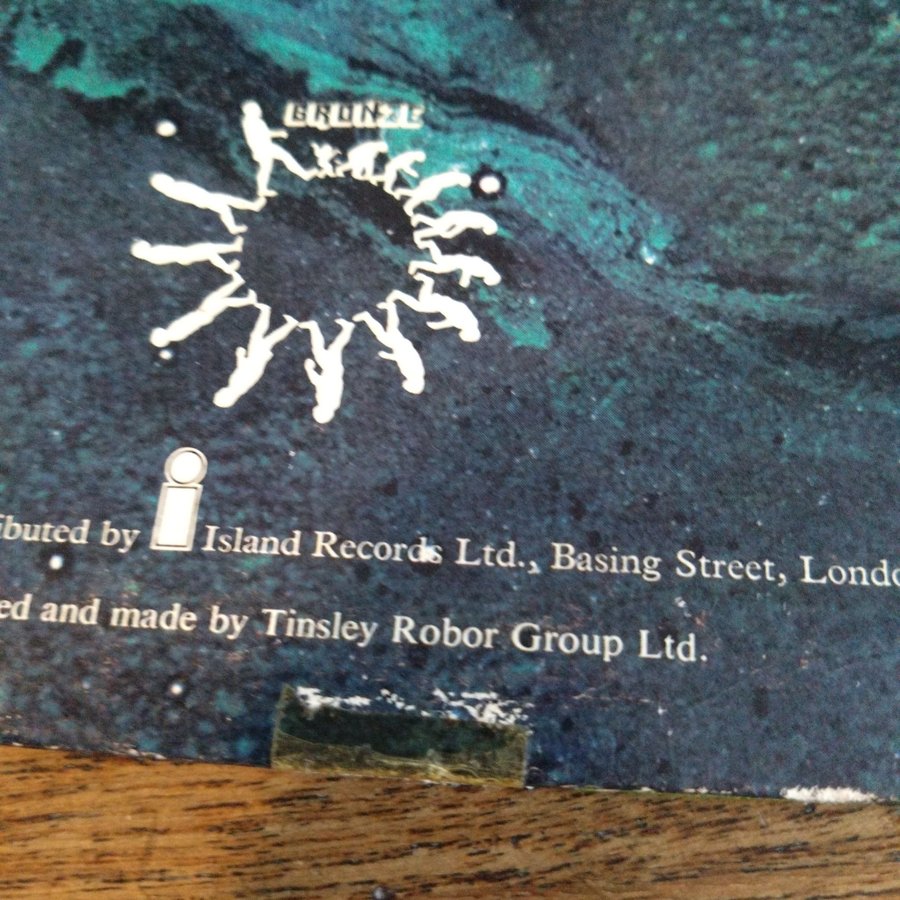 BRONZE
ibuted by i Island Records Ltd., Basing Street, Londo
ed and made by Tinsley Robor Group Ltd.